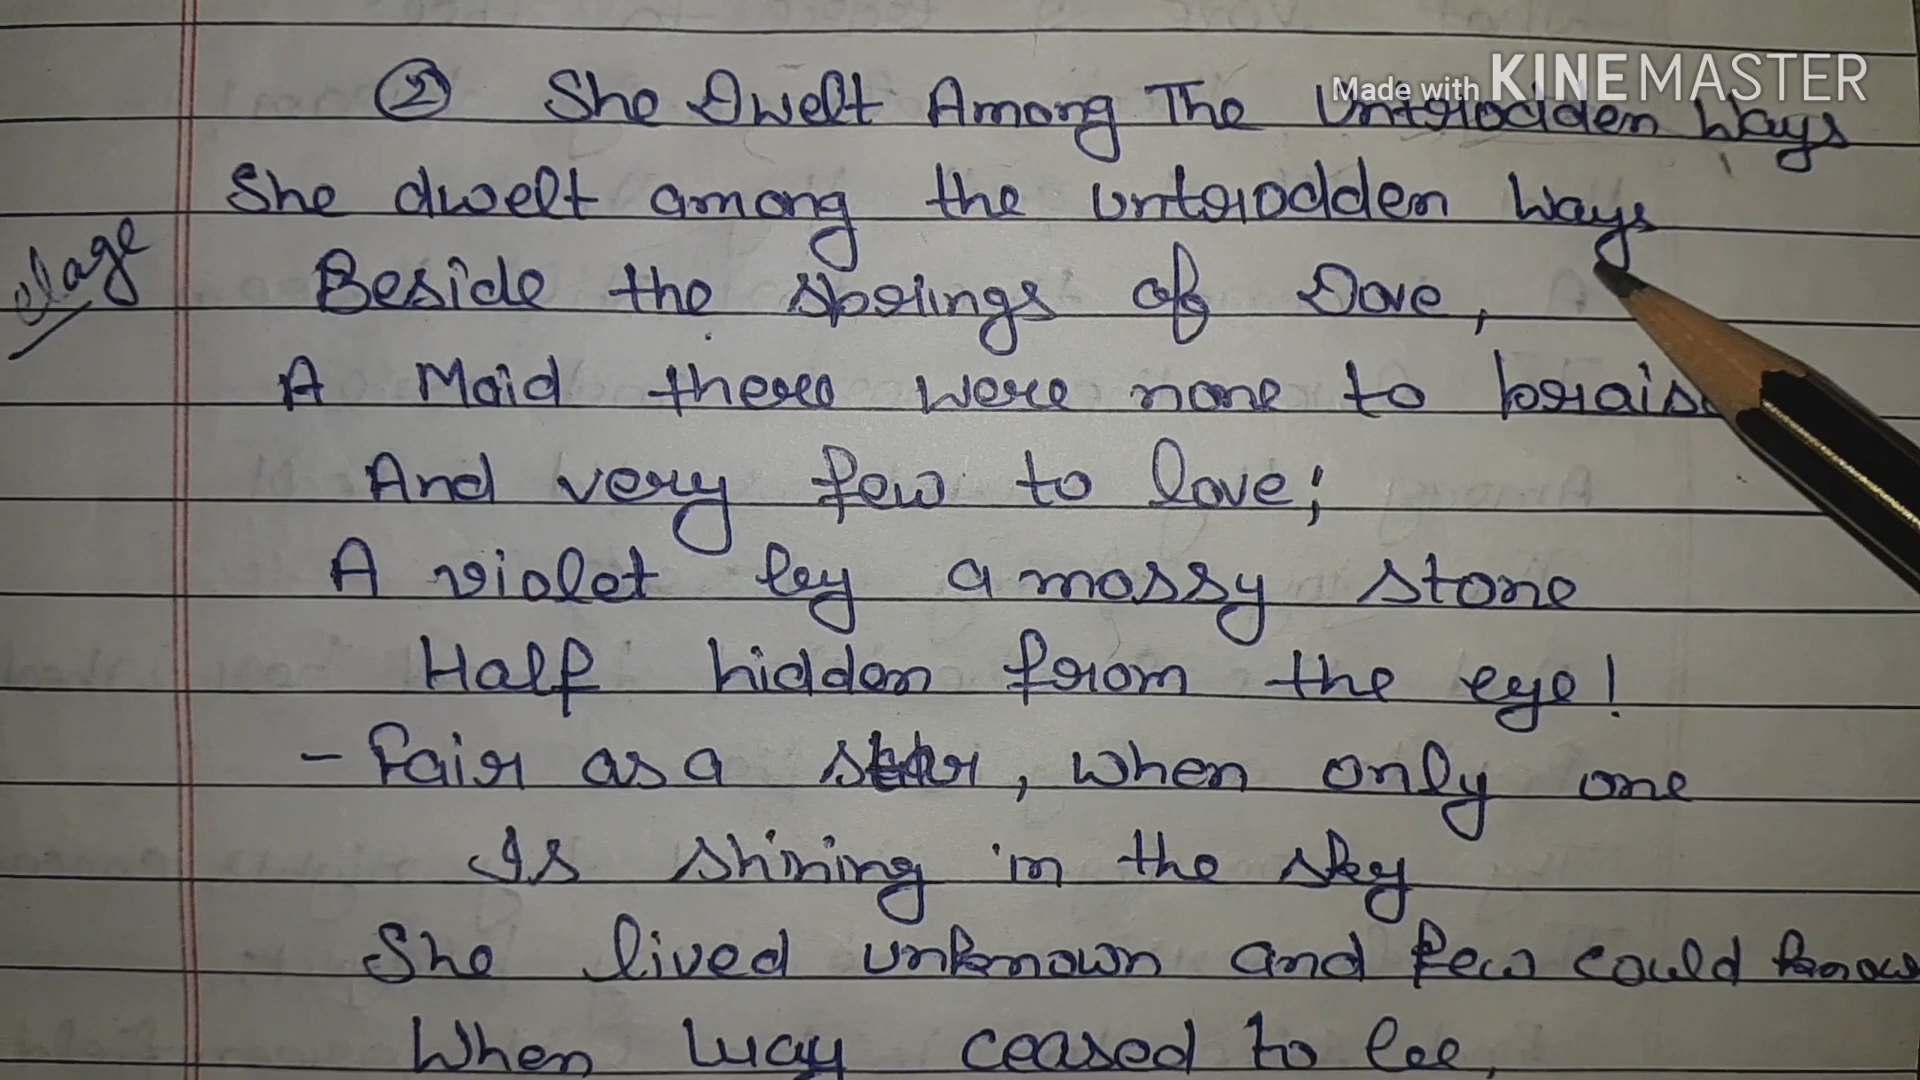 Made with KINEMASTER
② She Dwelt Among The Untrodden Ways
She dwelt among the untrodden ways
Beside the springs of Dove,
A Maid there were none to praise
And very few to love;
A violet by a mossy stone
Half hidden from the eye!
- Fair as a star, when only one
Is shining in the sky
She lived unknown and few could know
When Lucy ceased to be,